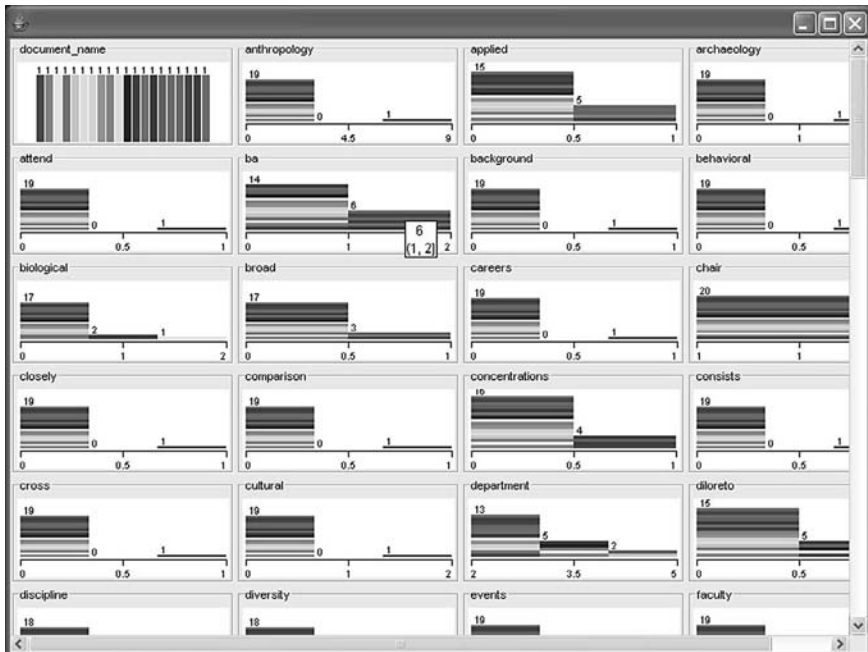 document_name
1 1 1 1 1 1 1 1 1 1 1 1 1 1 1 1 1 1 1 1
anthropology
19
0 1
0 4.5 9
applied
15
5
0 0.5 1
archaeology
19
0 1
0 1
attend
19
0 1
0 0.5 1
ba
14
6
6
(1, 2]
0 1 2
background
19
0 1
0 0.5 1
behavioral
19
0 1
0 0.5
biological
17
2 1
0 1 2
broad
17
3
0 0.5 1
careers
19
0 1
0 0.5 1
chair
20
1 1
closely
19
0 1
0 0.5 1
comparison
19
0 1
0 0.5 1
concentrations
16
4
0 0.5 1
consists
19
0 1
0 0.5
cross
19
0 1
0 0.5 1
cultural
19
0 1
0 1 2
department
13
5 2
2 3.5 5
diloreto
15
5
0 0.5
discipline
18
diversity
18
events
19
faculty
19